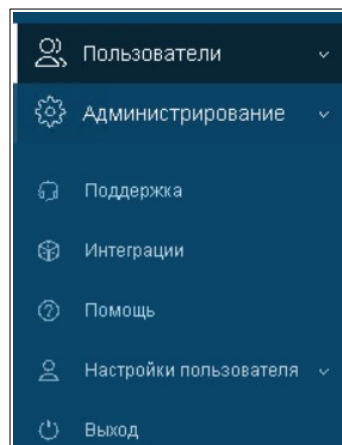 Пользователи
Администрирование
Поддержка
Интеграции
Помощь
Настройки пользователя
Выход